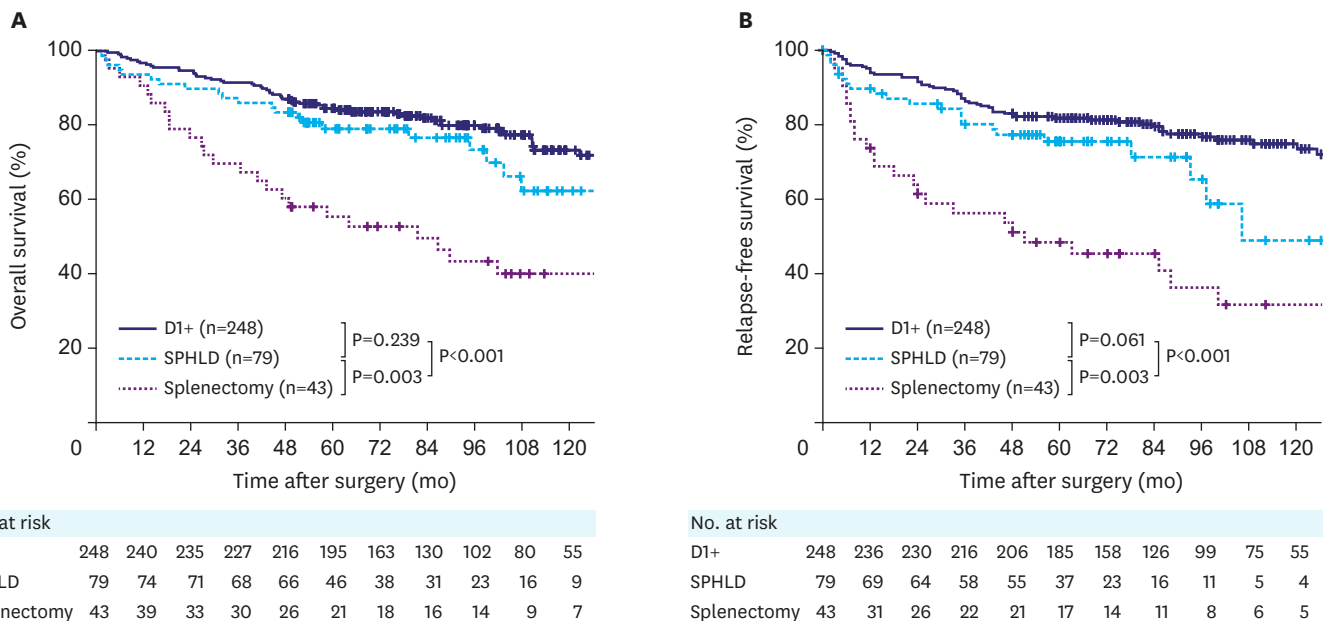 A
Overall survival (%)
100
80
60
40
20
D1+ (n=248)
SPHLD (n=79)
Splenectomy (n=43)
P=0.239
P=0.003
P<0.001
0 12 24 36 48 60 72 84 96 108 120
Time after surgery (mo)
at risk
248 240 235 227 216 195 163 130 102 80 55
LD 79 74 71 68 66 46 38 31 23 16 9
nectomy 43 39 33 30 26 21 18 16 14 9 7
B
Relapse-free survival (%)
100
80
60
40
20
D1+ (n=248)
SPHLD (n=79)
Splenectomy (n=43)
P=0.061
P=0.003
P<0.001
0 12 24 36 48 60 72 84 96 108 120
Time after surgery (mo)
No. at risk
D1+ 248 236 230 216 206 185 158 126 99 75 55
SPHLD 79 69 64 58 55 37 23 16 11 5 4
Splenectomy 43 31 26 22 21 17 14 11 8 6 5